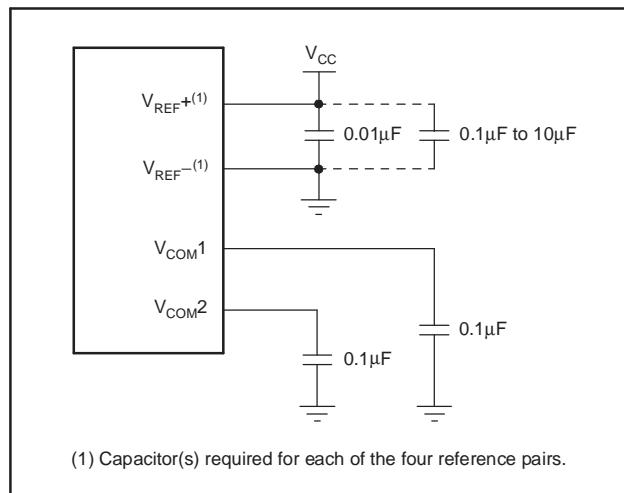 V_CC
V_REF+(1)
0.01μF
0.1μF to 10μF
V_REF–(1)
V_COM1
V_COM2
0.1μF
0.1μF
(1) Capacitor(s) required for each of the four reference pairs.